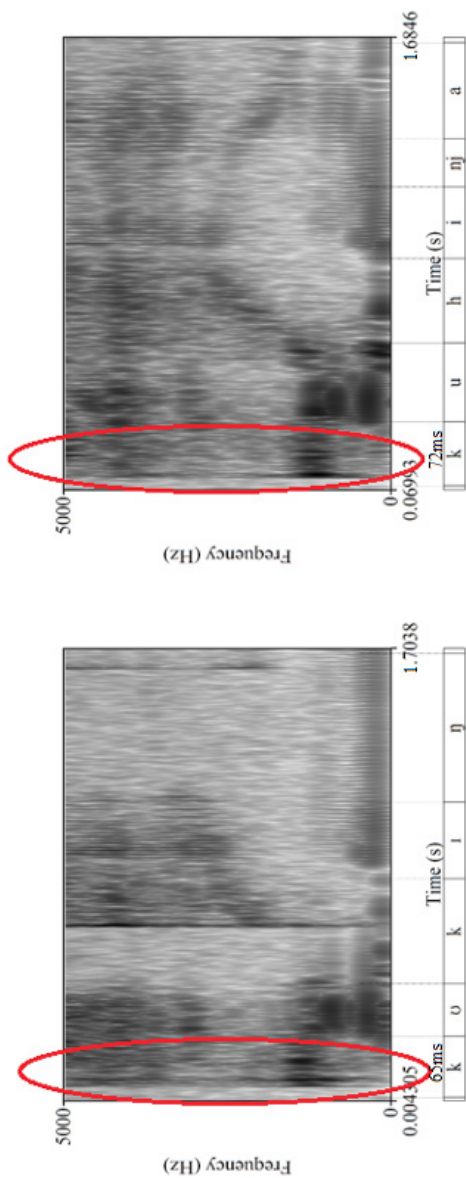 5000
Frequency (Hz)
0
0.004305 65ms Time (s) 1.7038
k ʊ k ɪ ŋ
5000
Frequency (Hz)
0
0.06993 72ms Time (s) 1.6846
k u h i nj a